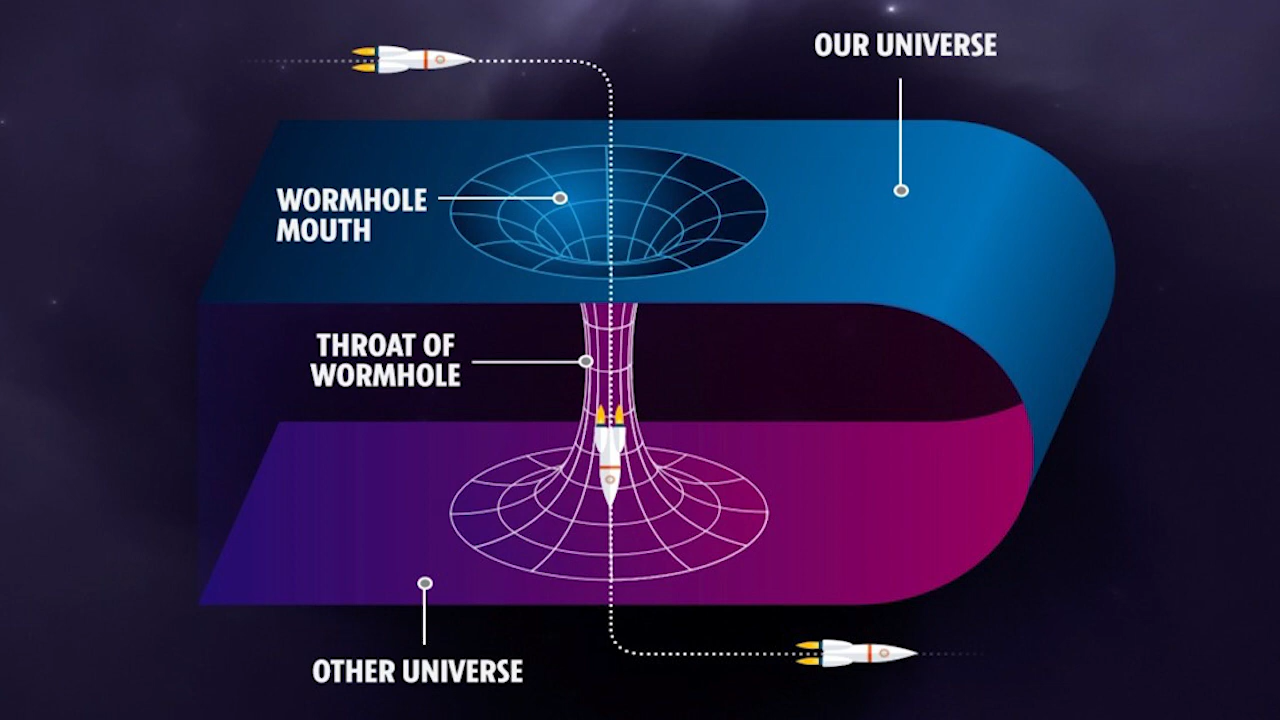 OUR UNIVERSE
WORMHOLE
MOUTH
THROAT OF
WORMHOLE
OTHER UNIVERSE